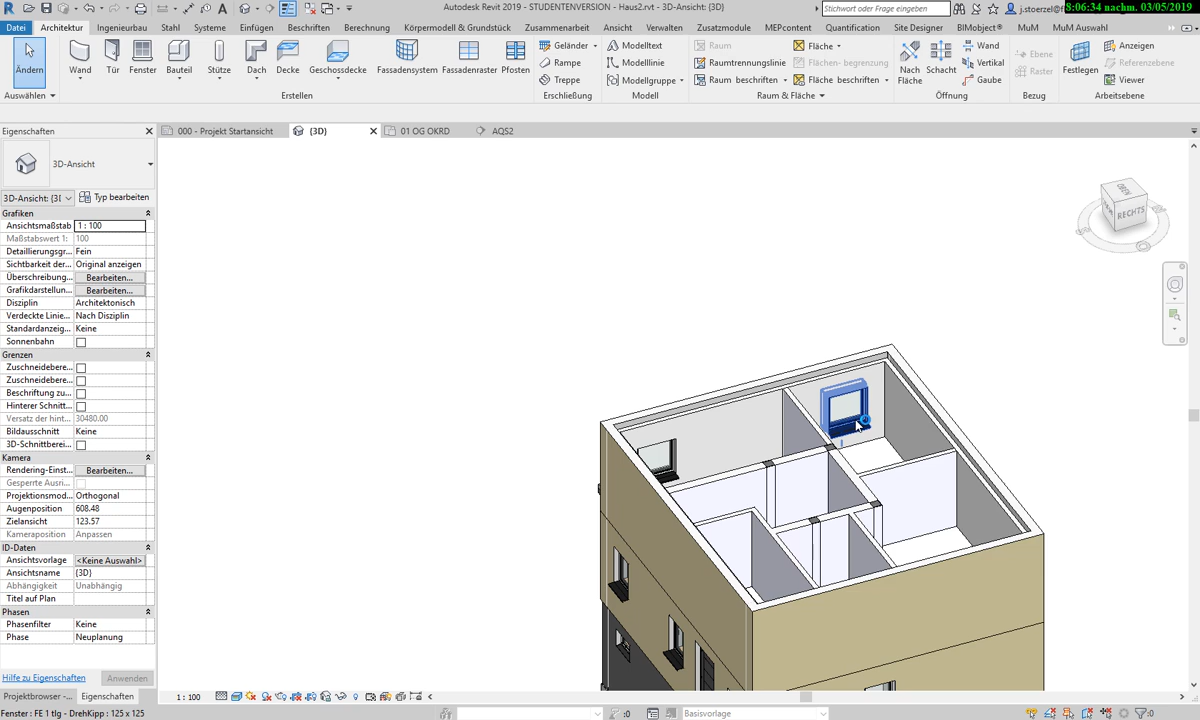 Autodesk Revit 2019 - STUDENTENVERSION - Haus2.rvt - 3D-Ansicht: {3D}
Stichwort oder Frage eingeben
8:06:34 nachm. 03/05/2019
Datei Architektur Ingenieurbau Stahl Systeme Einfügen Beschriften Berechnung Körpermodell & Grundstück Zusammenarbeit Ansicht Verwalten Zusatzmodule MEPcontent Quantification Site Designer BIMobject® MuM MuM Auswahl
Ändern
Wand
Tür
Fenster
Bauteil
Stütze
Dach
Decke
Geschossdecke
Fassadensystem
Fassadenraster
Pfosten
Geländer
Rampe
Treppe
Modelltext
Modelllinie
Modellgruppe
Raum
Raumtrennungslinie
Raum beschriften
Fläche
Flächen- begrenzung
Fläche beschriften
Nach Fläche
Schacht
Wand
Vertikal
Gaube
Ebene
Raster
Festlegen
Anzeigen
Referenzebene
Viewer
Auswählen
Erstellen
Erschließung
Modell
Raum & Fläche
Öffnung
Bezug
Arbeitsebene
Eigenschaften
000 - Projekt Startansicht
{3D}
01 OG OKRD
AQS2
3D-Ansicht
3D-Ansicht: {3D
Typ bearbeiten
Grafiken
Ansichtsmaßstab 1 : 100
Maßstabswert 1: 100
Detaillierungsgr... Fein
Sichtbarkeit der... Original anzeigen
Überschreibung... Bearbeiten...
Grafikdarstellun... Bearbeiten...
Disziplin Architektonisch
Verdeckte Linie... Nach Disziplin
Standardanzeig... Keine
Sonnenbahn
Grenzen
Zuschneidebere...
Zuschneidebere...
Beschriftung zu...
Hinterer Schnitt...
Versatz der hint... 30480.00
Bildausschnitt Keine
3D-Schnittberei...
Kamera
Rendering-Einst... Bearbeiten...
Gesperrte Ausri...
Projektionsmod... Orthogonal
Augenposition 608.48
Zielansicht 123.57
Kameraposition Anpassen
ID-Daten
Ansichtsvorlage <Keine Auswahl>
Ansichtsname {3D}
Abhängigkeit Unabhängig
Titel auf Plan
Phasen
Phasenfilter Keine
Phase Neuplanung
Hilfe zu Eigenschaften
Anwenden
Projektbrowser -...
Eigenschaften
1 : 100
Fenster : FE 1 tlg - DrehKipp : 125 x 125
:0
Basisvorlage
:0
OBEN
RECHTS